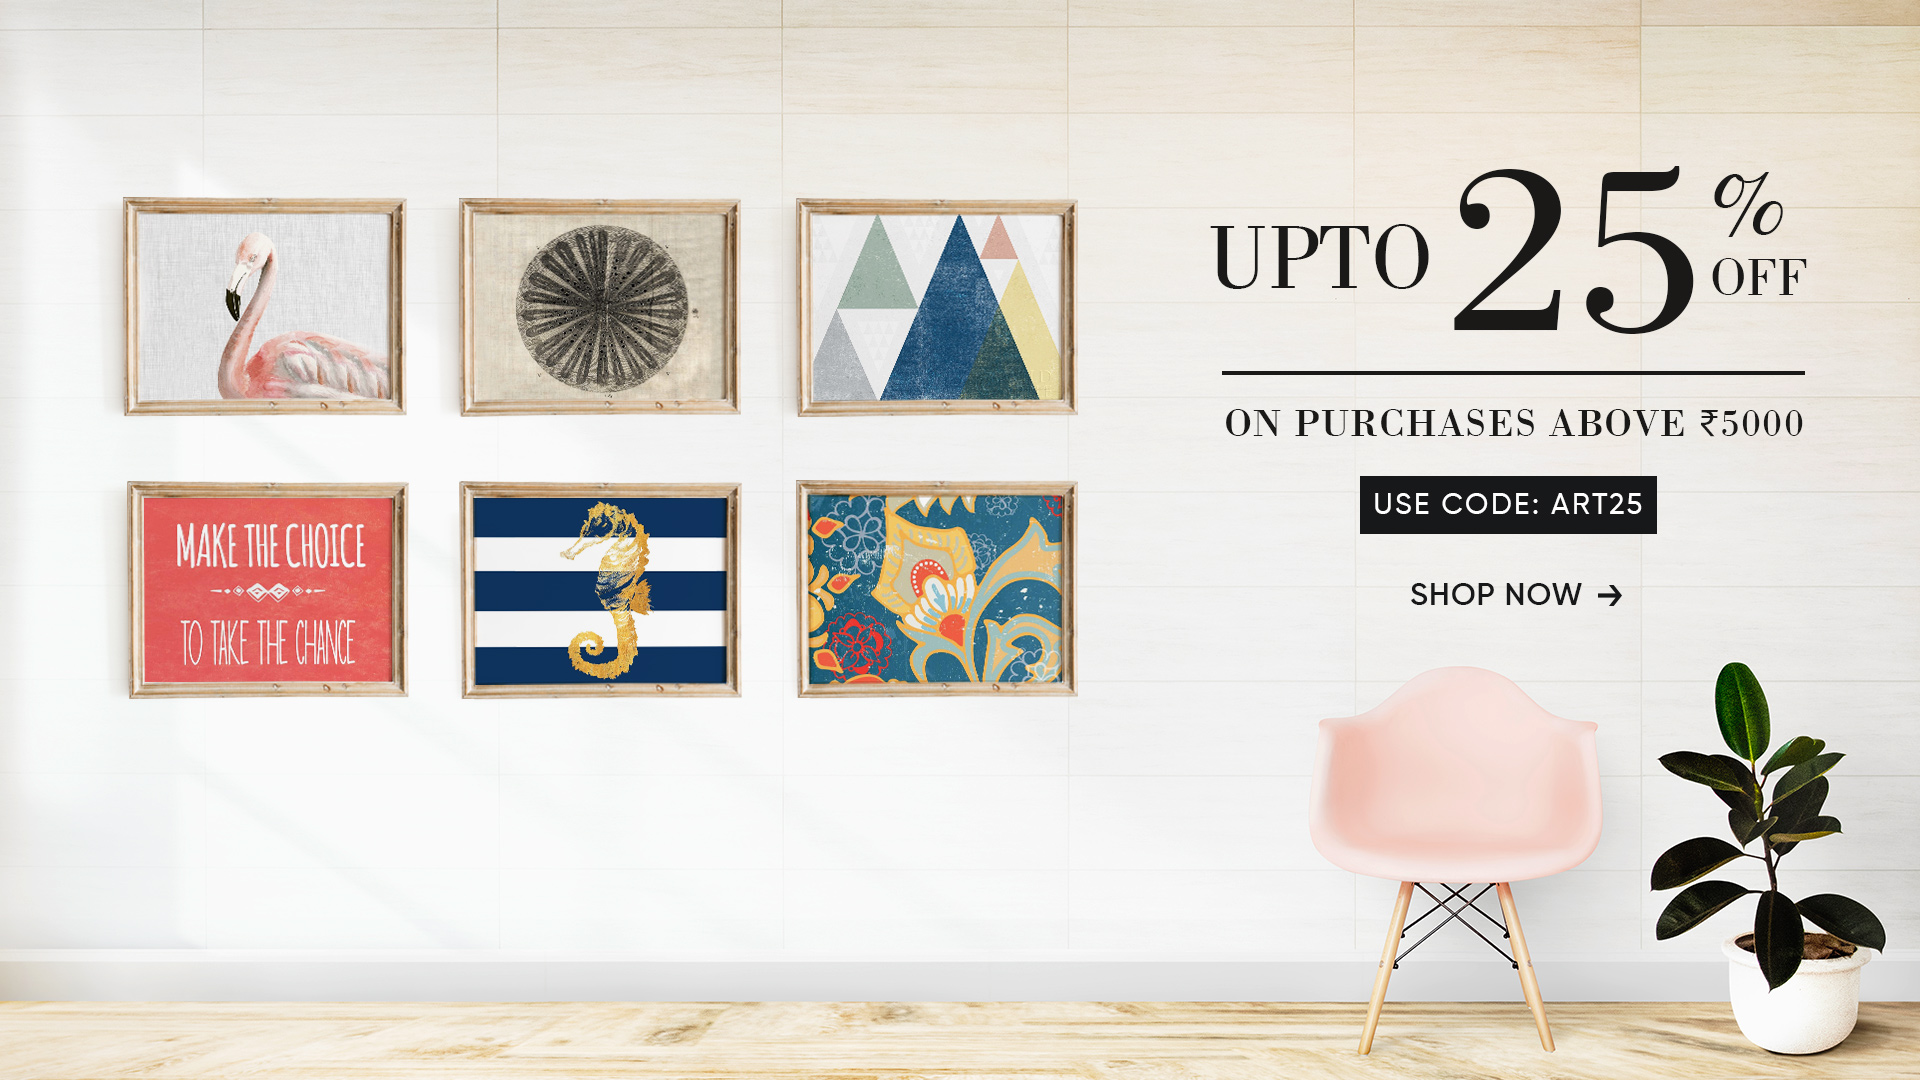 MAKE THE CHOICE
TO TAKE THE CHANCE
UPTO 25% OFF
ON PURCHASES ABOVE ₹5000
USE CODE: ART25
SHOP NOW →